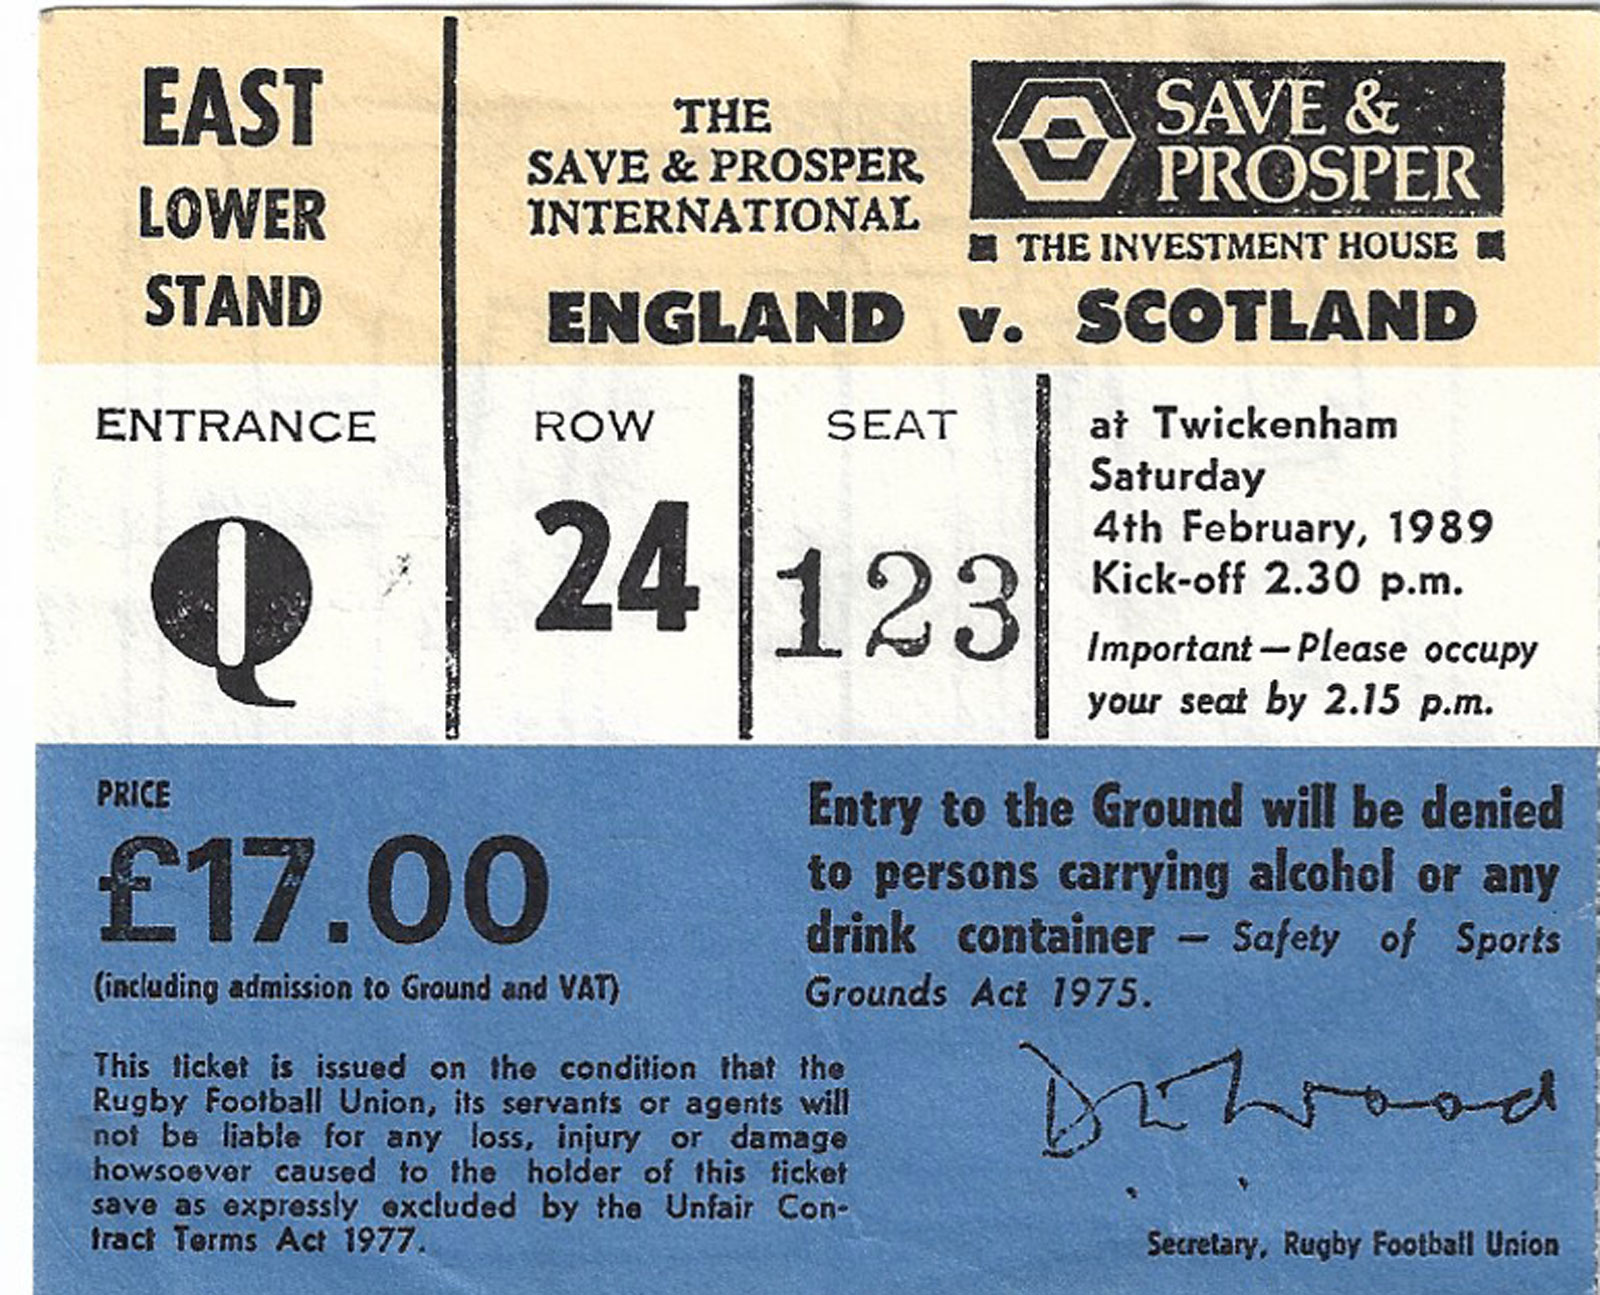 EAST
LOWER
STAND
THE
SAVE & PROSPER
INTERNATIONAL
SAVE &
PROSPER
THE INVESTMENT HOUSE
ENGLAND v. SCOTLAND
ENTRANCE
Q
ROW
24
SEAT
123
at Twickenham
Saturday
4th February, 1989
Kick-off 2.30 p.m.
Important—Please occupy
your seat by 2.15 p.m.
PRICE
£17.00
(including admission to Ground and VAT)
This ticket is issued on the condition that the
Rugby Football Union, its servants or agents will
not be liable for any loss, injury or damage
howsoever caused to the holder of this ticket
save as expressly excluded by the Unfair Con-
tract Terms Act 1977.
Entry to the Ground will be denied
to persons carrying alcohol or any
drink container — Safety of Sports
Grounds Act 1975.
Wood
Secretary, Rugby Football Union